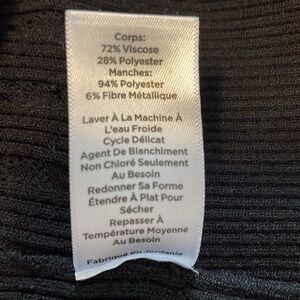 Corps:
72% Viscose
28% Polyester
Manches:
94% Polyester
6% Fibre Métallique
Laver À La Machine À
L'eau Froide
Cycle Délicat
Agent De Blanchiment
Non Chloré Seulement
Au Besoin
Redonner Sa Forme
Étendre À Plat Pour
Sécher
Repasser À
Température Moyenne
Au Besoin
Fabriqué En Jordanie